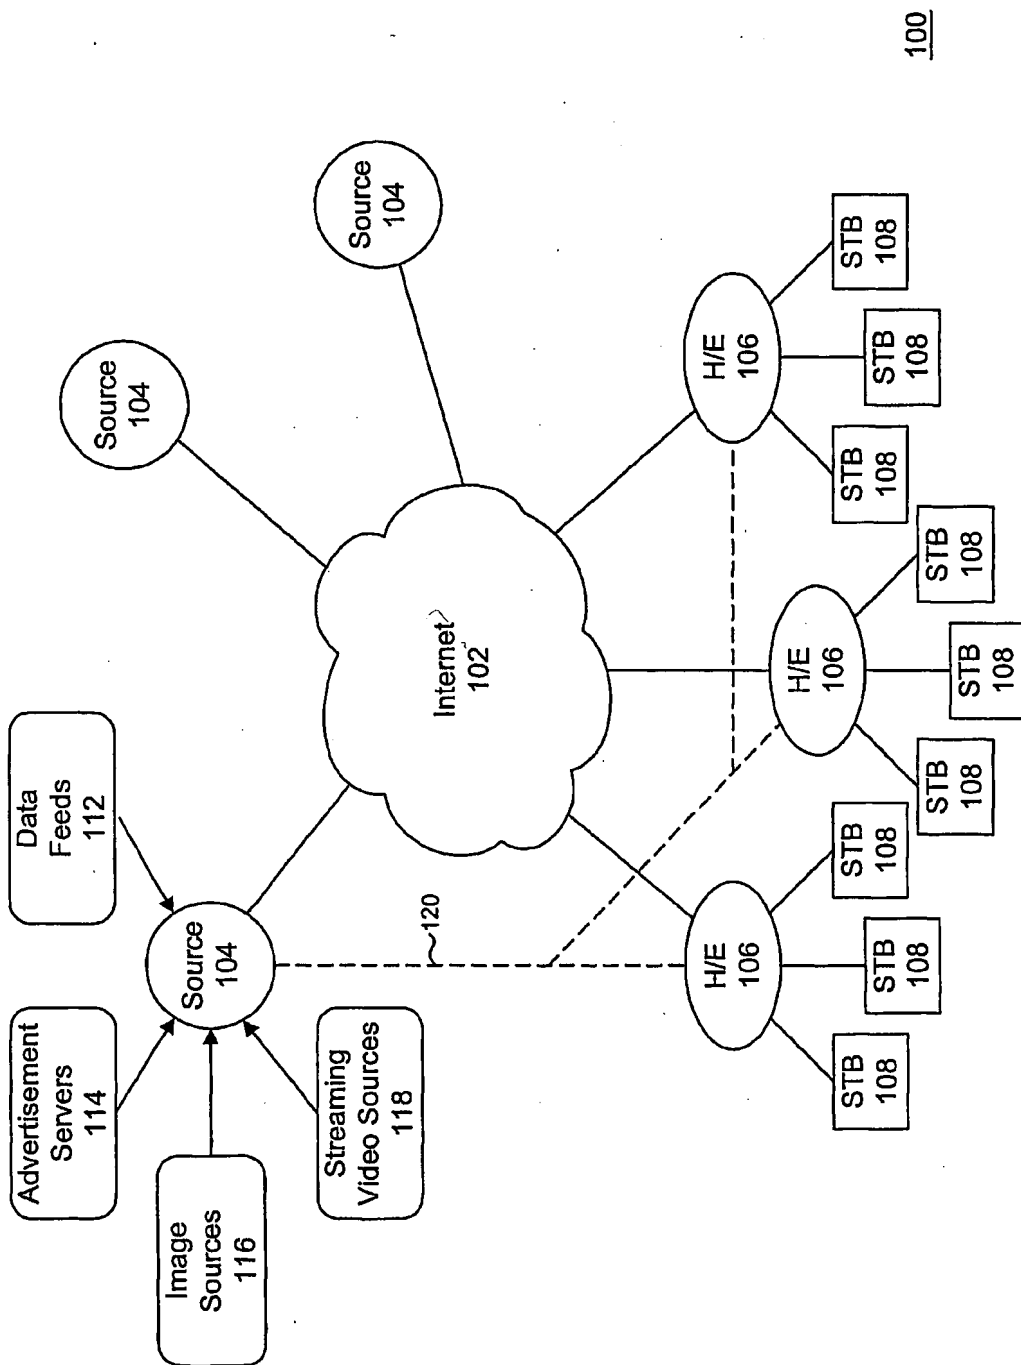 Advertisement
Servers
114
Data
Feeds
112
Image
Sources
116
Source
104
Source
104
Source
104
Streaming
Video Sources
118
120
Internet
102
H/E
106
H/E
106
H/E
106
STB
108
STB
108
STB
108
STB
108
STB
108
STB
108
STB
108
STB
108
STB
108
100